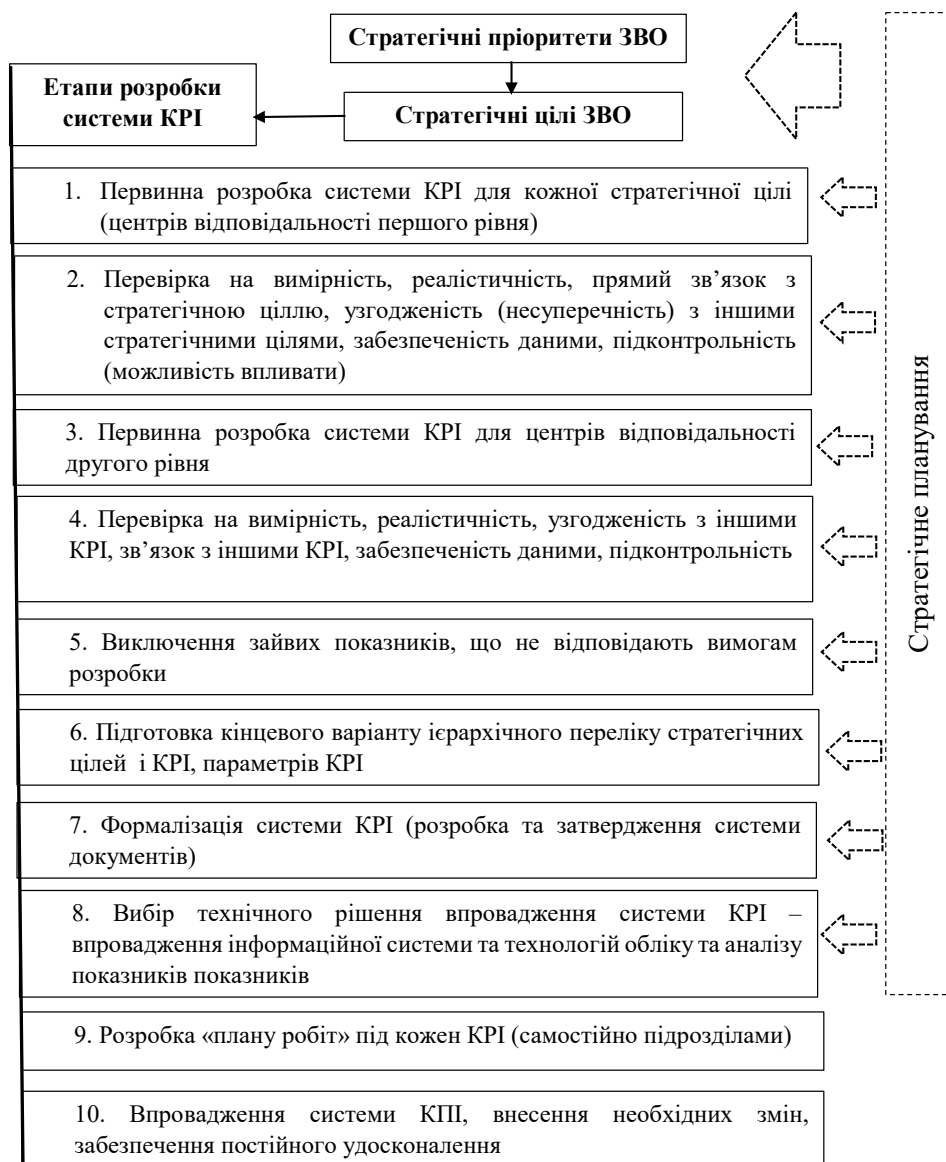 Стратегічні пріоритети ЗВО
Етапи розробки
системи КРІ
Стратегічні цілі ЗВО
1. Первинна розробка системи КРІ для кожної стратегічної цілі
(центрів відповідальності першого рівня)
2. Перевірка на вимірність, реалістичність, прямий зв’язок з
стратегічною ціллю, узгодженість (несуперечність) з іншими
стратегічними цілями, забезпеченість даними, підконтрольність
(можливість впливати)
3. Первинна розробка системи КРІ для центрів відповідальності
другого рівня
4. Перевірка на вимірність, реалістичність, узгодженість з іншими
КРІ, зв’язок з іншими КРІ, забезпеченість даними, підконтрольність
5. Виключення зайвих показників, що не відповідають вимогам
розробки
6. Підготовка кінцевого варіанту ієрархічного переліку стратегічних
цілей і КРІ, параметрів КРІ
7. Формалізація системи КРІ (розробка та затвердження системи
документів)
8. Вибір технічного рішення впровадження системи КРІ –
впровадження інформаційної системи та технологій обліку та аналізу
показників показників
9. Розробка «плану робіт» під кожен КРІ (самостійно підрозділами)
10. Впровадження системи КПІ, внесення необхідних змін,
забезпечення постійного удосконалення
Стратегічне планування